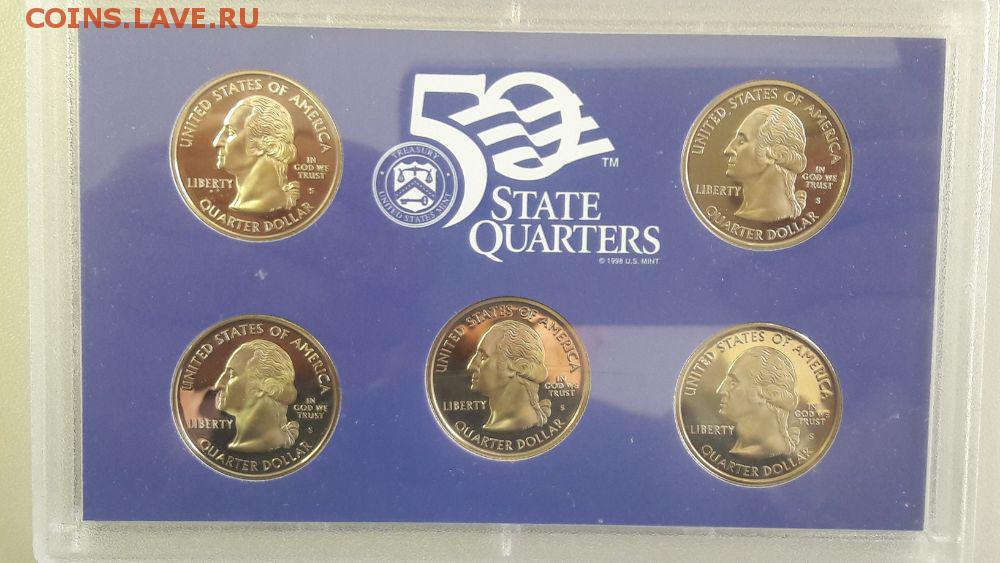 COINS.LAVE.РУ
UNITED STATES OF AMERICA
LIBERTY
IN
GOD WE
TRUST
S
QUARTER DOLLAR
50
TM
TREASURY
UNITED STATES MINT
STATE
QUARTERS
© 1998 U.S. MINT
UNITED STATES OF AMERICA
LIBERTY
IN
GOD WE
TRUST
S
QUARTER DOLLAR
UNITED STATES OF AMERICA
LIBERTY
IN
GOD WE
TRUST
S
QUARTER DOLLAR
UNITED STATES OF AMERICA
LIBERTY
IN
GOD WE
TRUST
S
QUARTER DOLLAR
UNITED STATES OF AMERICA
LIBERTY
IN
GOD WE
TRUST
S
QUARTER DOLLAR